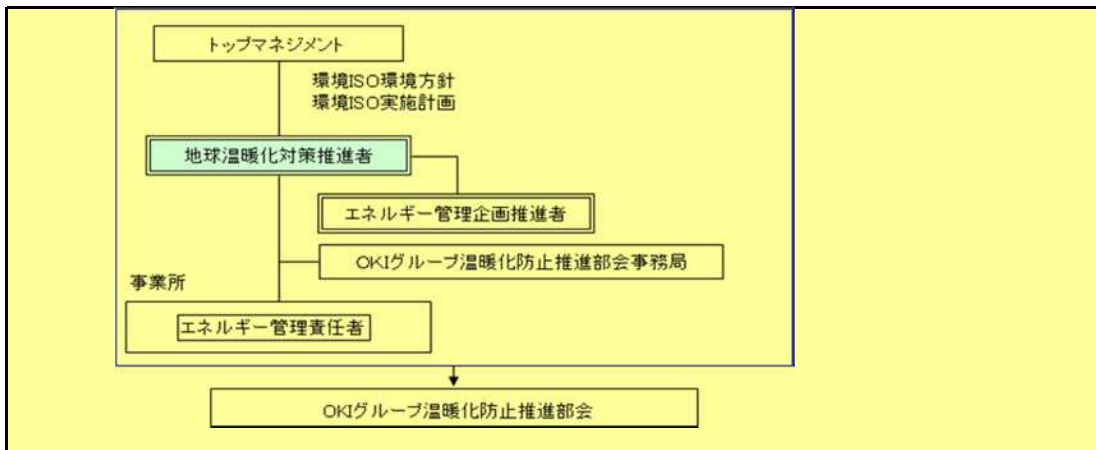 トップマネジメント
環境ISO環境方針
環境ISO実施計画
地球温暖化対策推進者
エネルギー管理企画推進者
OKIグループ温暖化防止推進部会事務局
事業所
エネルギー管理責任者
OKIグループ温暖化防止推進部会